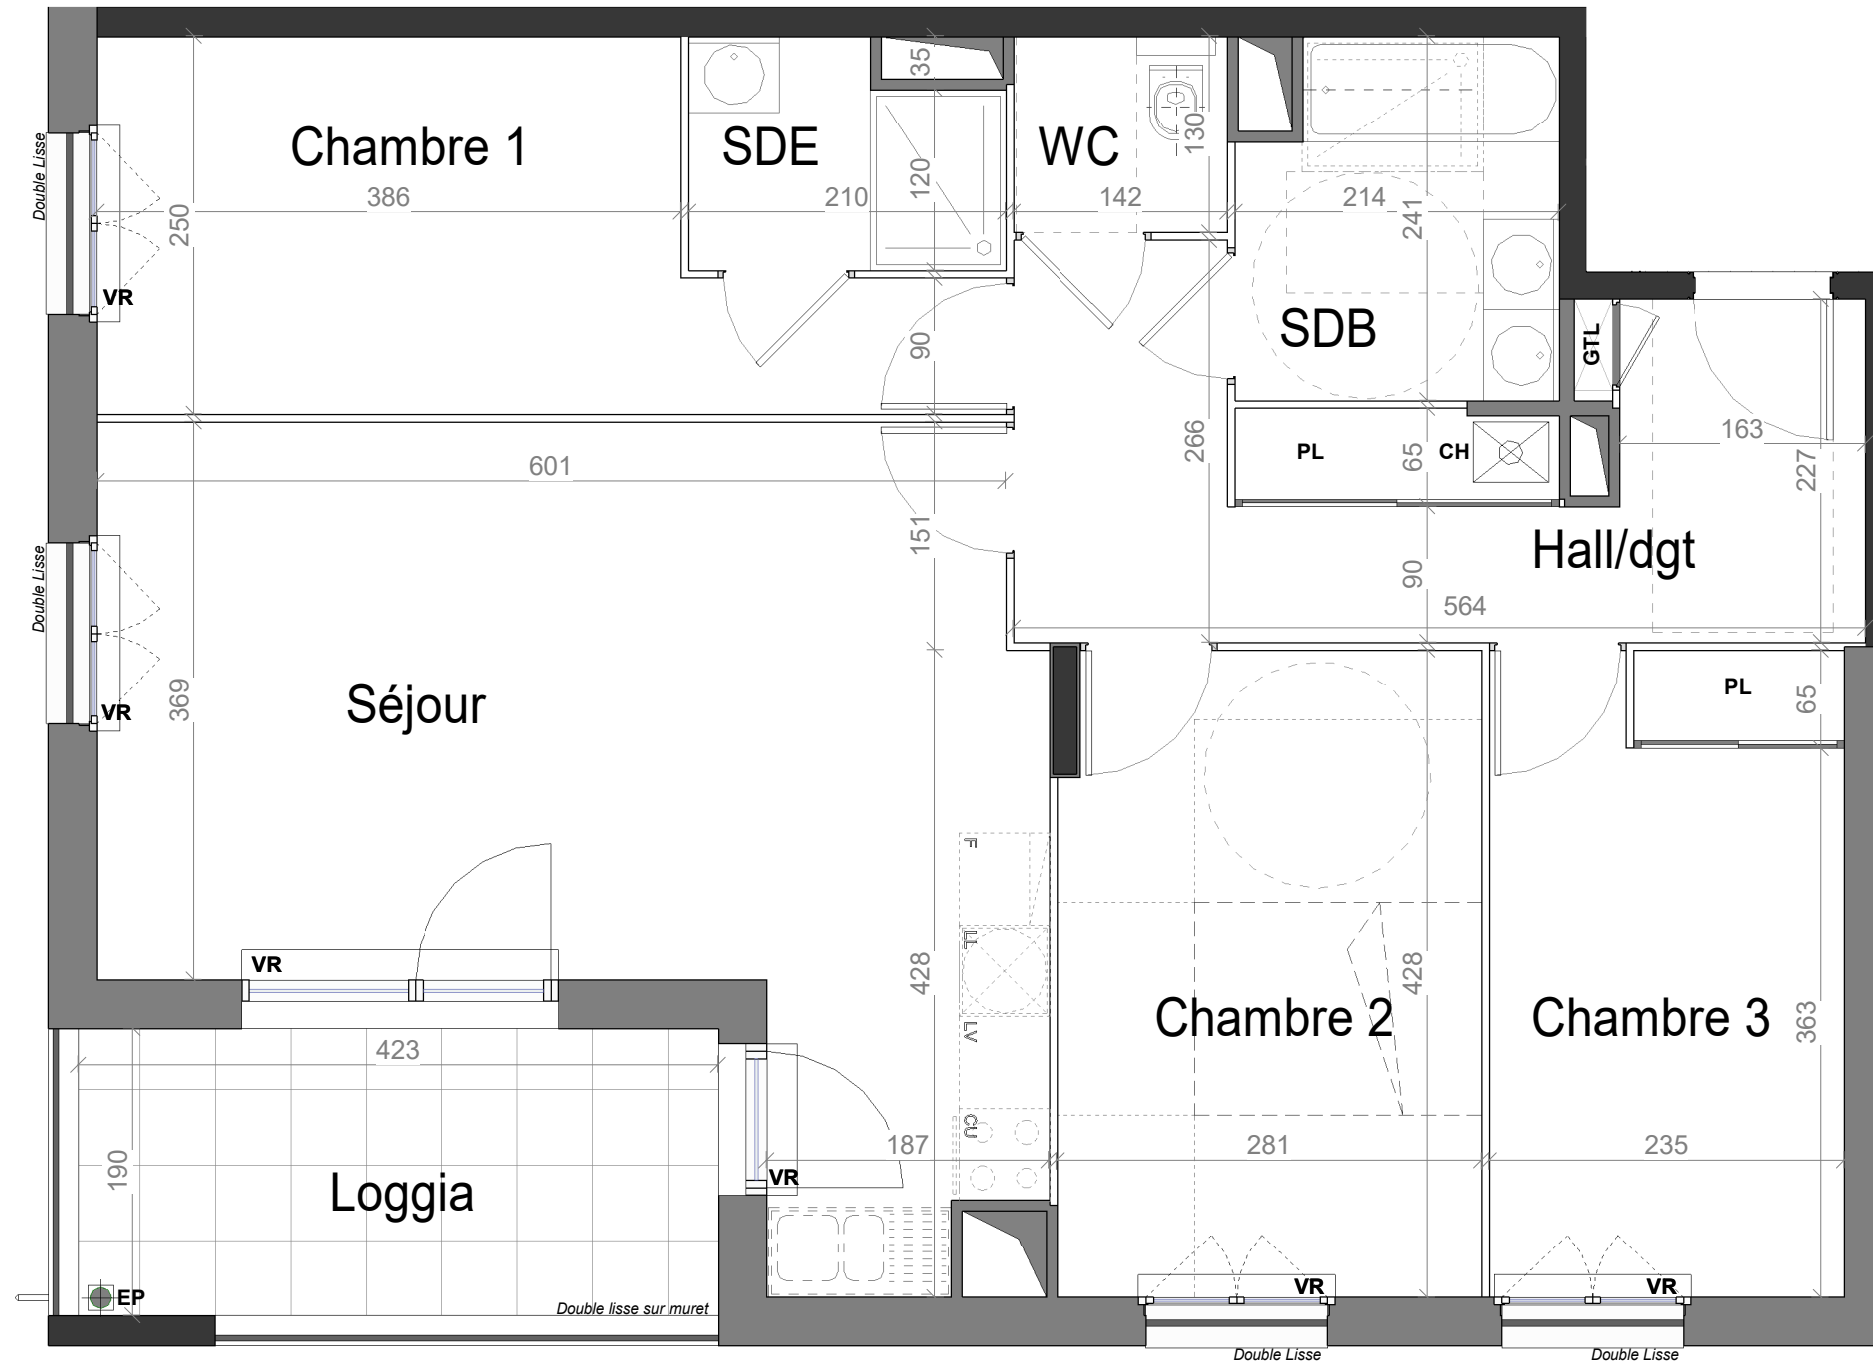 35
Chambre 1
SDE
WC
130
Double Lisse
120
386
210
142
214
250
241
VR
SDB
GTL
90
266
163
PL
CH
65
227
601
151
Hall/dgt
Double Lisse
90
564
369
Séjour
VR
PL
65
F
LL
VR
428
428
Chambre 2
Chambre 3
363
LV
423
CU
187
281
235
190
Loggia
VR
EP
Double lisse sur muret
VR
VR
Double Lisse
Double Lisse